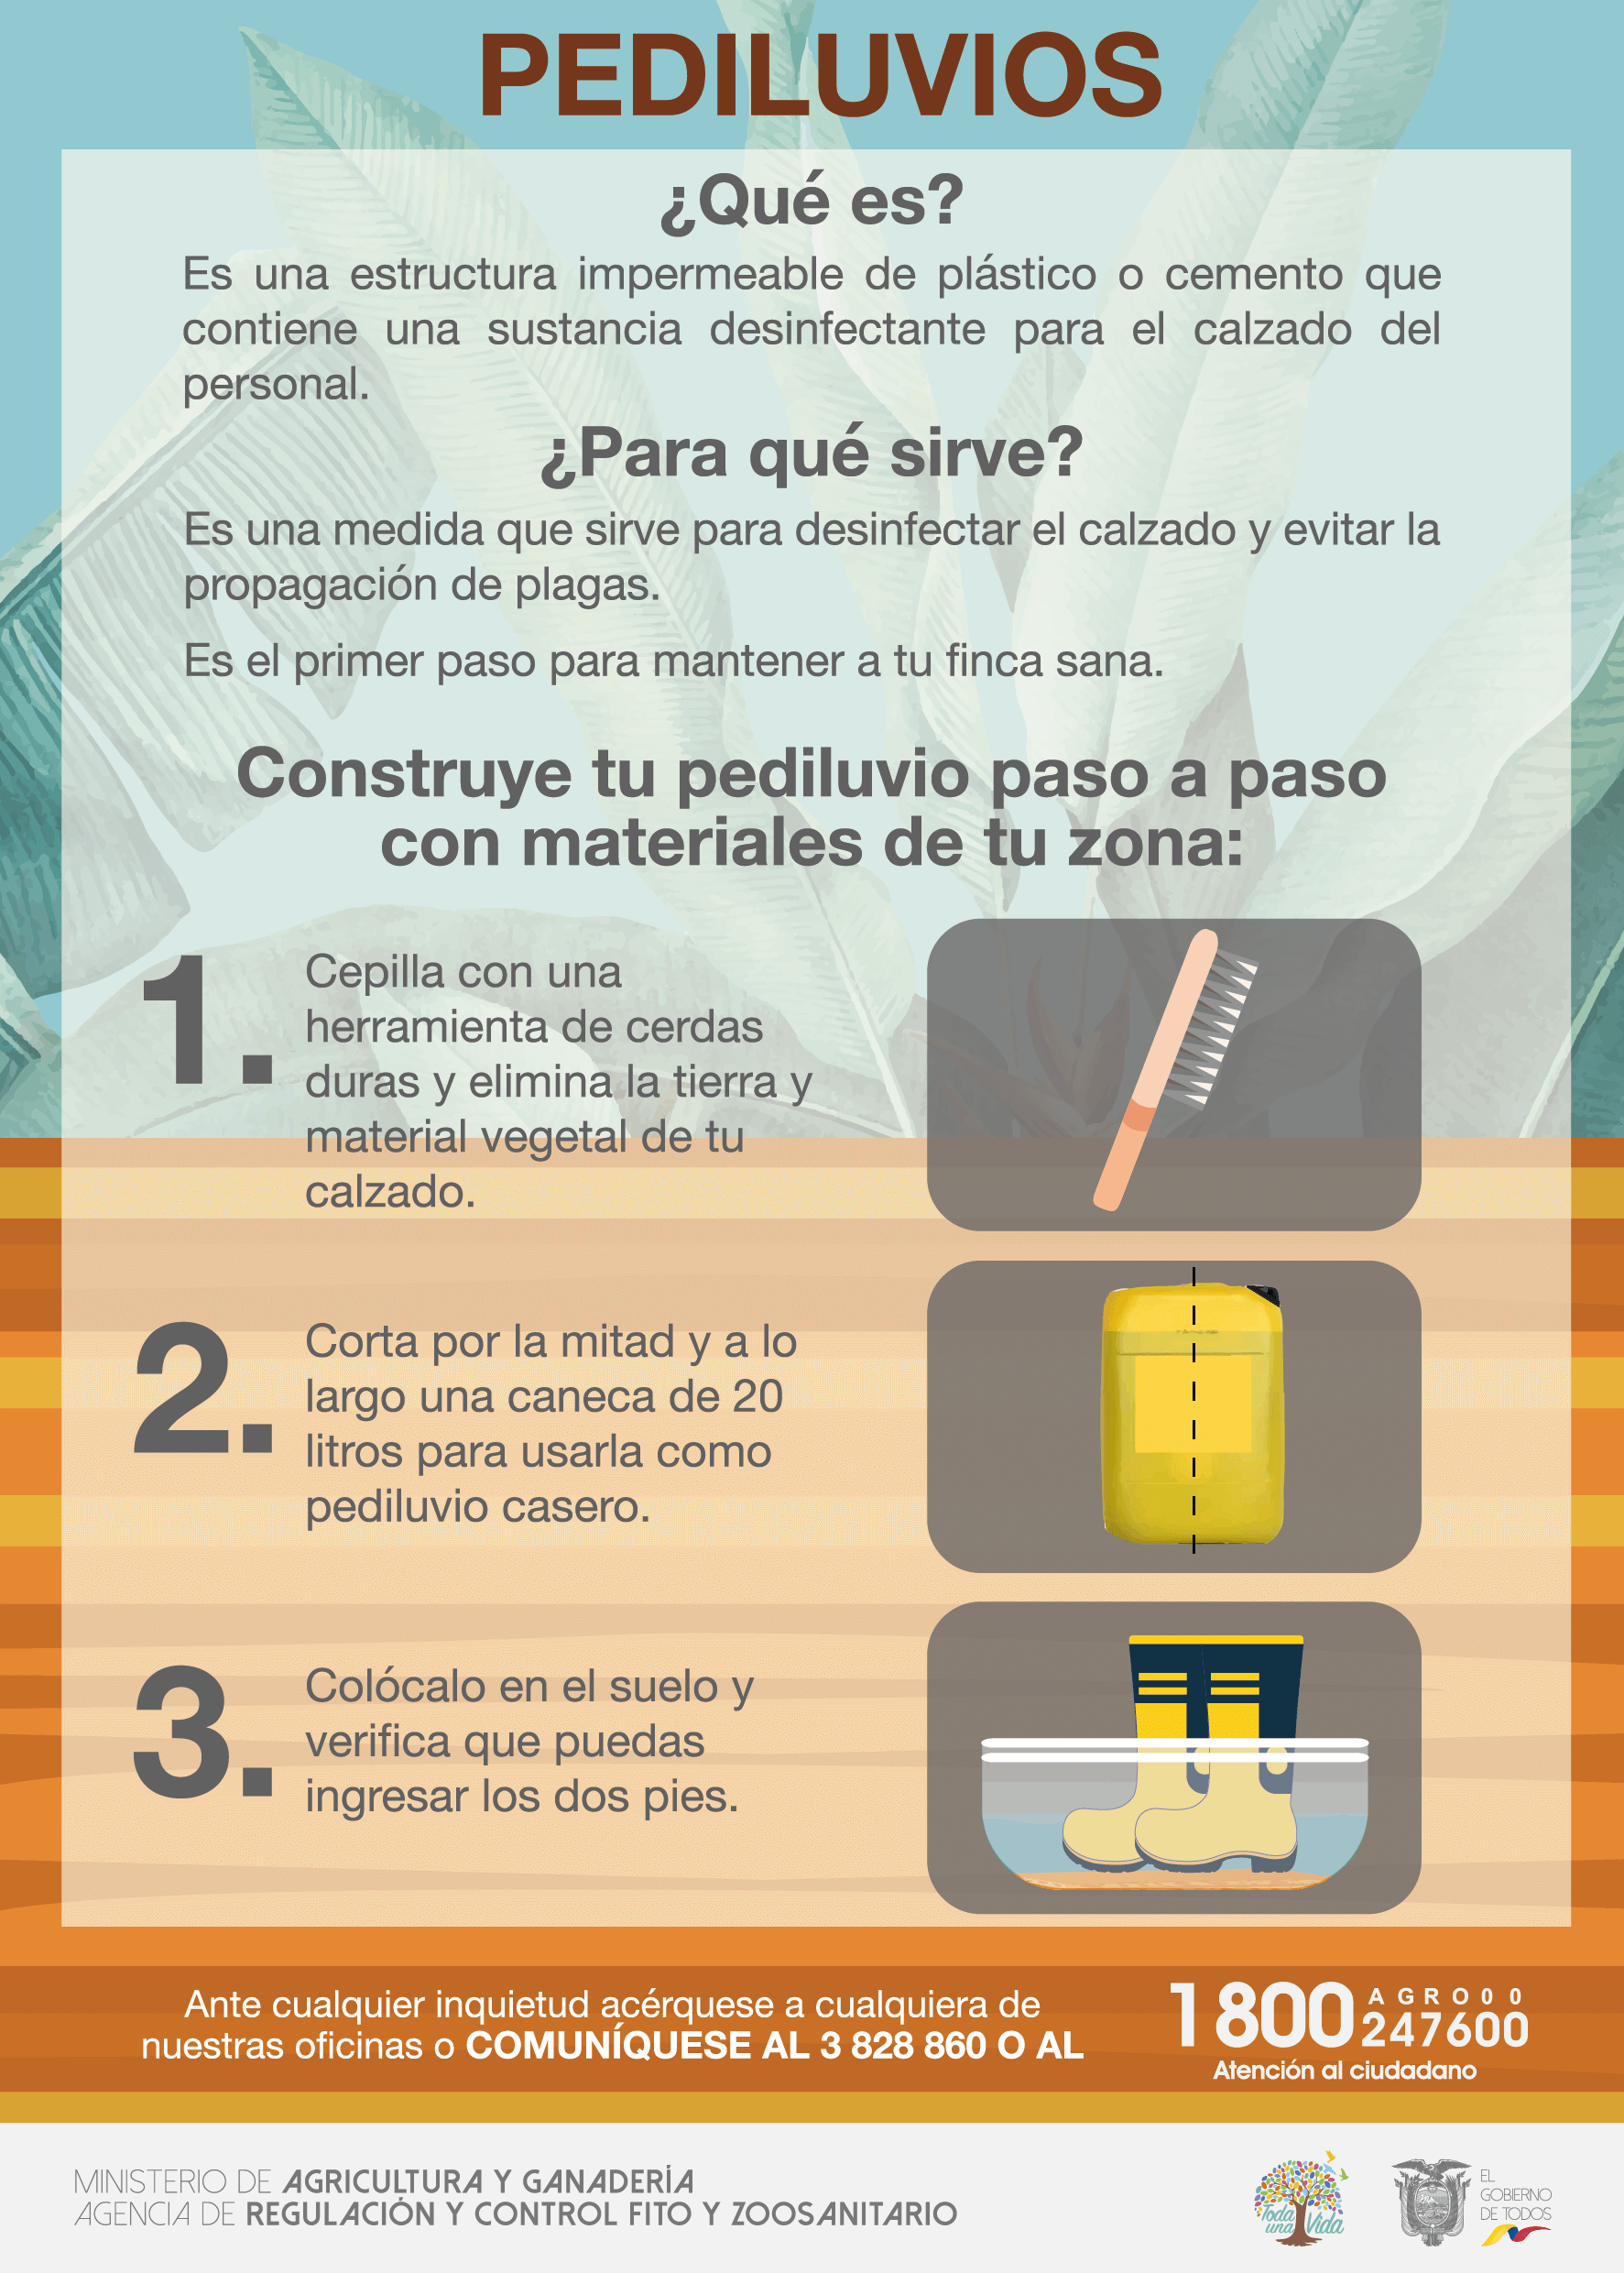 PEDILUVIOS
¿Qué es?
Es una estructura impermeable de plástico o cemento que
contiene una sustancia desinfectante para el calzado del
personal.
¿Para qué sirve?
Es una medida que sirve para desinfectar el calzado y evitar la
propagación de plagas.
Es el primer paso para mantener a tu finca sana.
Construye tu pediluvio paso a paso
con materiales de tu zona:
1.
Cepilla con una
herramienta de cerdas
duras y elimina la tierra y
material vegetal de tu
calzado.
2.
Corta por la mitad y a lo
largo una caneca de 20
litros para usarla como
pediluvio casero.
3.
Colócalo en el suelo y
verifica que puedas
ingresar los dos pies.
Ante cualquier inquietud acérquese a cualquiera de
nuestras oficinas o COMUNÍQUESE AL 3 828 860 O AL
1800 AGRO00
247600
Atención al ciudadano
MINISTERIO DE AGRICULTURA Y GANADERÍA
AGENCIA DE REGULACIÓN Y CONTROL FITO Y ZOOSANITARIO
Toda
una Vida
EL
GOBIERNO
DE TODOS